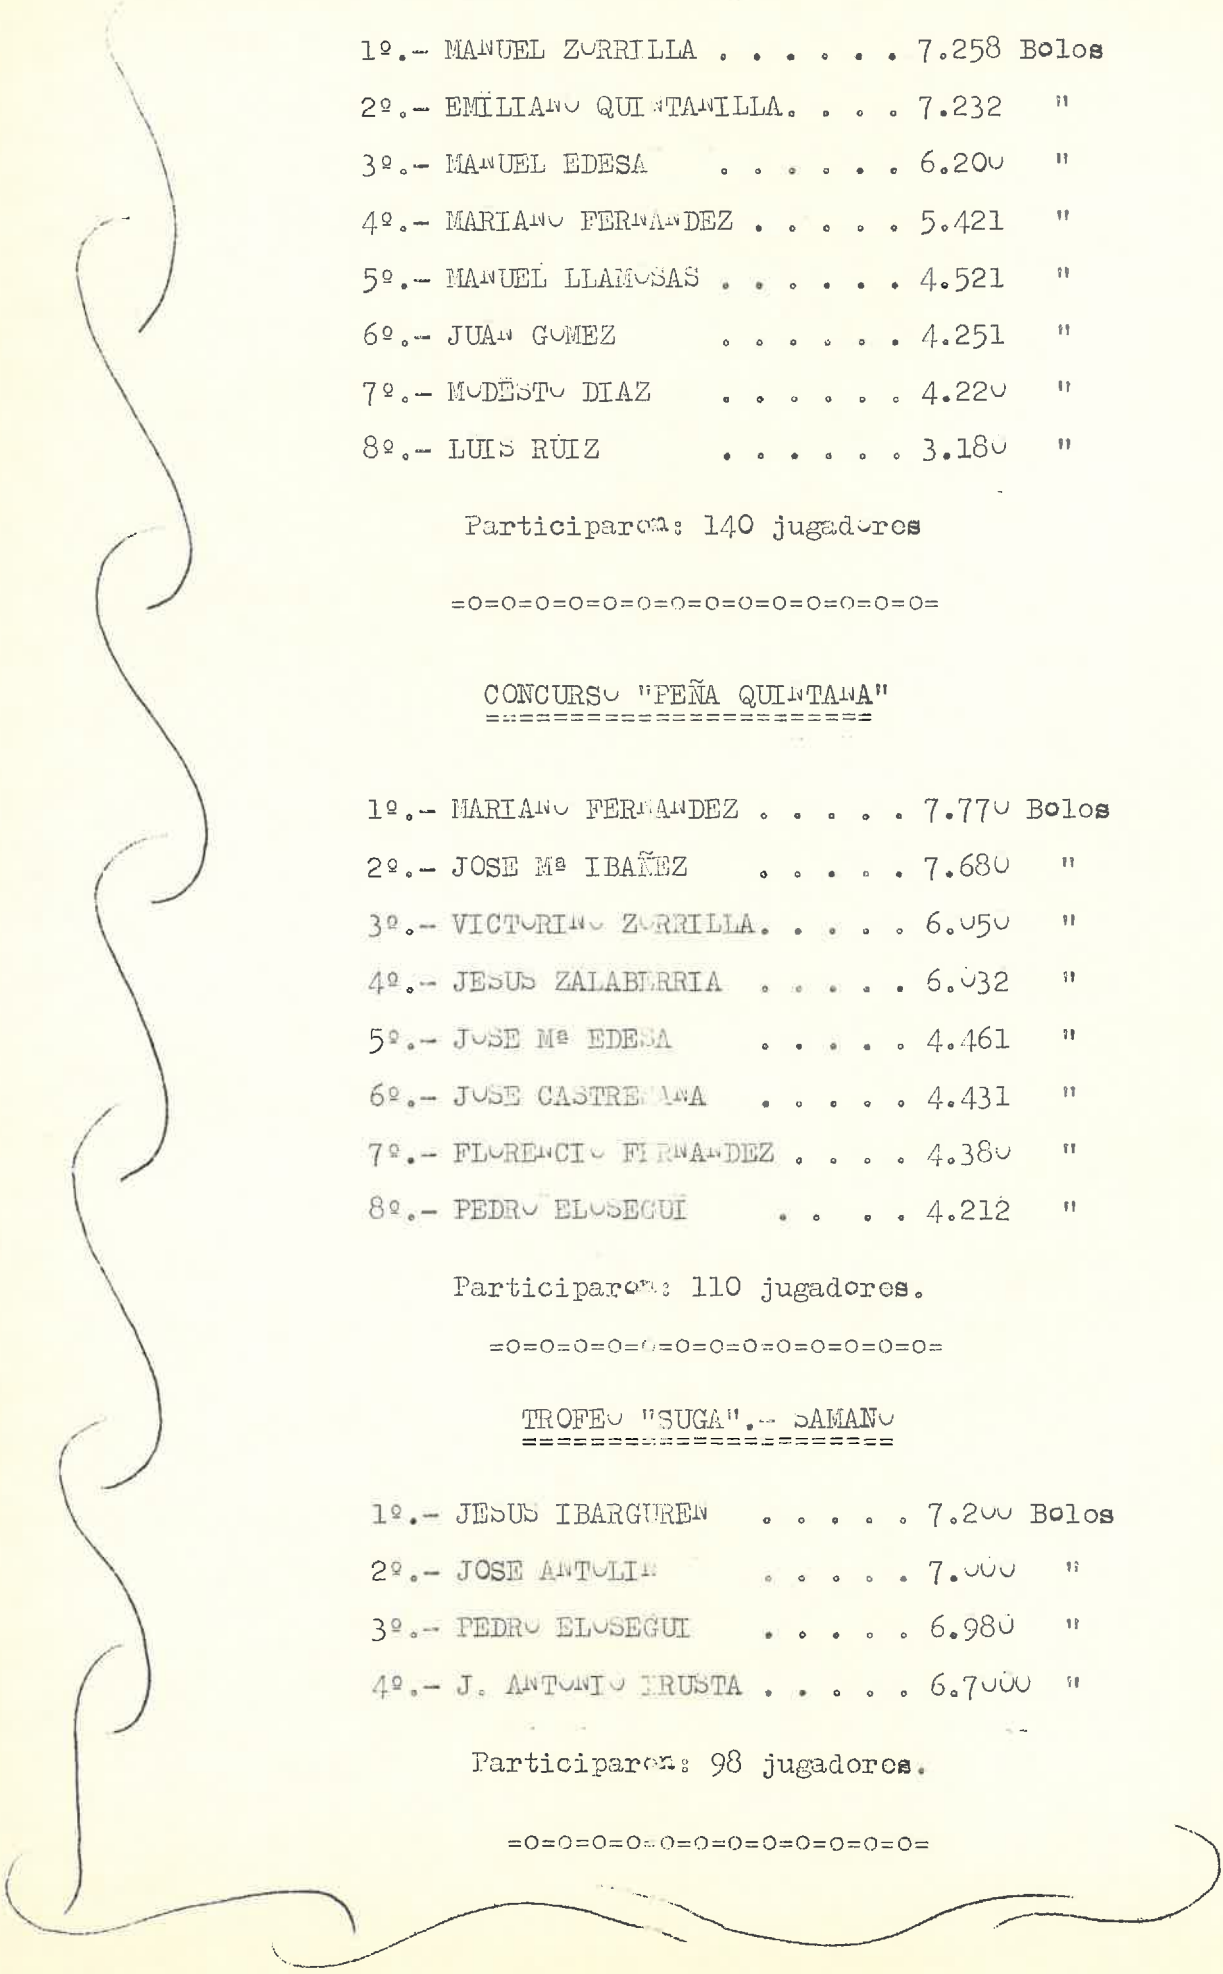 1º.- MANUEL ZORRILLA . . . . . . 7.258 Bolos
2º.- EMILIANO QUINTANILLA. . . . 7.232 "
3º.- MANUEL EDESA . . . . . . 6.200 "
4º.- MARIANO FERNANDEZ . . . . . 5.421 "
5º.- MANUEL LLAMOSAS . . . . . . 4.521 "
6º.- JUAN GOMEZ . . . . . . 4.251 "
7º.- MODESTO DIAZ . . . . . . 4.220 "
8º.- LUIS RUIZ . . . . . . 3.180 "
Participaron: 140 jugadores
=O=O=O=O=O=O=O=O=O=O=O=O=O=O=
CONCURSO "PEÑA QUINTANA"
=======================
1º.- MARIANO FERNANDEZ . . . . . 7.770 Bolos
2º.- JOSE Mª IBAÑEZ . . . . . 7.680 "
3º.- VICTORINO ZORRILLA. . . . . 6.050 "
4º.- JESUS ZALABERRIA . . . . . 6.032 "
5º.- JOSE Mª EDESA . . . . . 4.461 "
6º.- JOSE CASTRESANA . . . . . 4.431 "
7º.- FLORENCIO FERNANDEZ . . . . 4.380 "
8º.- PEDRO ELOSEGUI . . . . 4.212 "
Participaron: 110 jugadores.
=O=O=O=O=O=O=O=O=O=O=O=O=O=
TROFEO "SUGA".- SAMANO
======================
1º.- JESUS IBARGUREN . . . . . 7.200 Bolos
2º.- JOSE ANTOLIN . . . . . 7.000 "
3º.- PEDRO ELOSEGUI . . . . . 6.980 "
4º.- J. ANTONIO TRUSTA . . . . . 6.7000 "
Participaron: 98 jugadores.
=O=O=O=O=O=O=O=O=O=O=O=O=